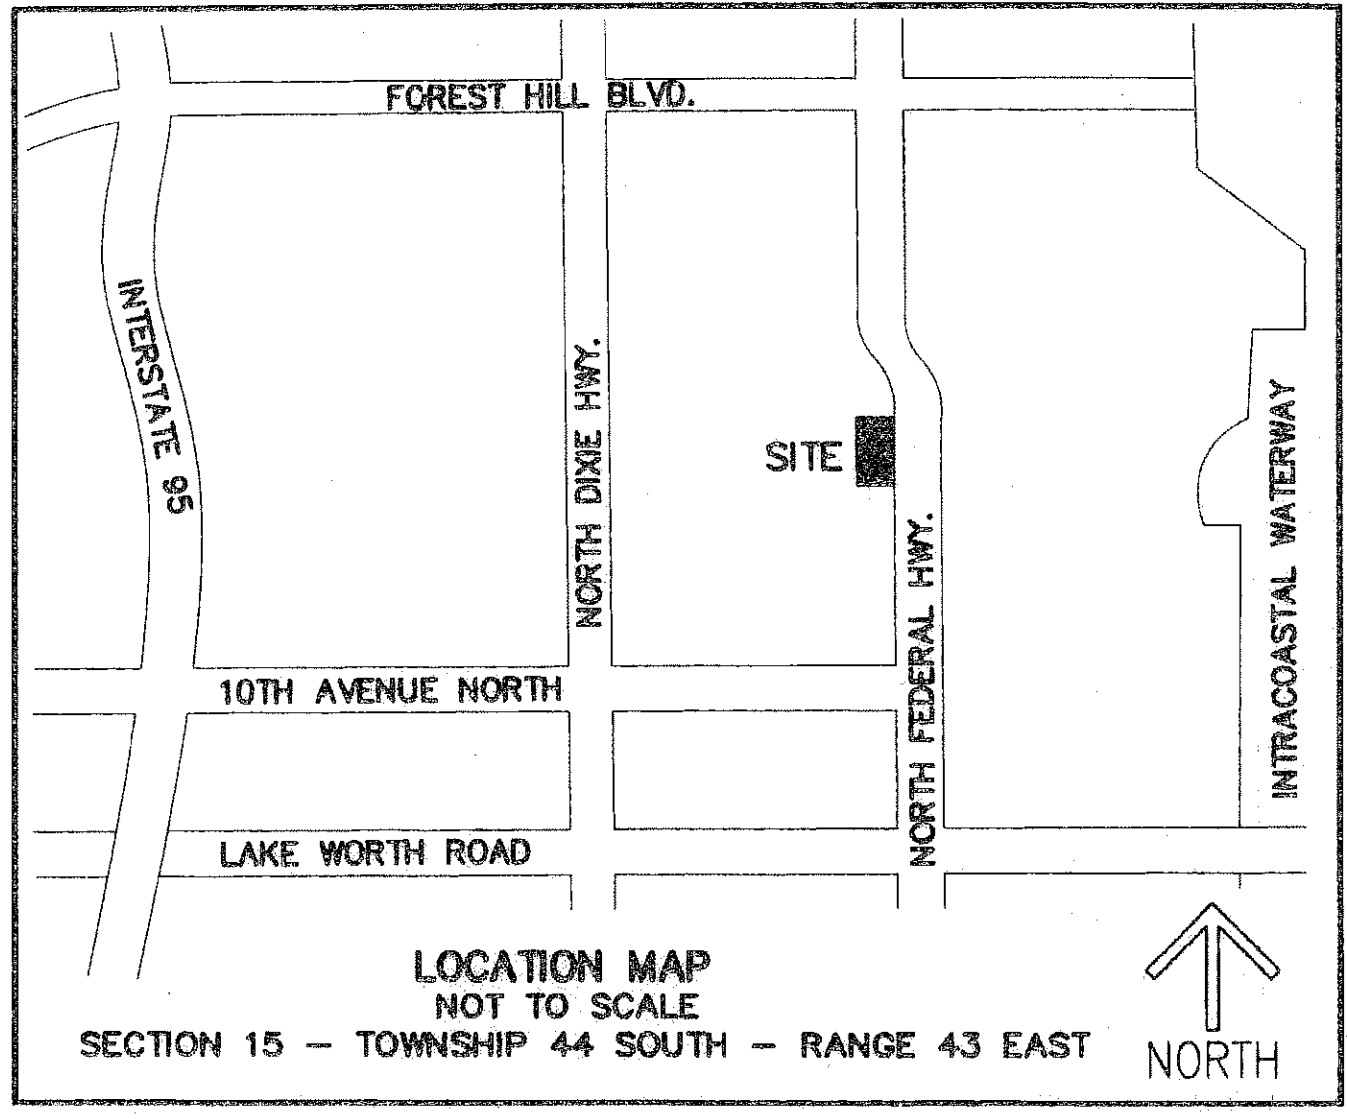 FOREST HILL BLVD.
INTERSTATE 95
NORTH DIXIE HWY.
SITE
INTRACOASTAL WATERWAY
NORTH FEDERAL HWY.
10TH AVENUE NORTH
LAKE WORTH ROAD
LOCATION MAP
NOT TO SCALE
SECTION 15 – TOWNSHIP 44 SOUTH – RANGE 43 EAST
NORTH